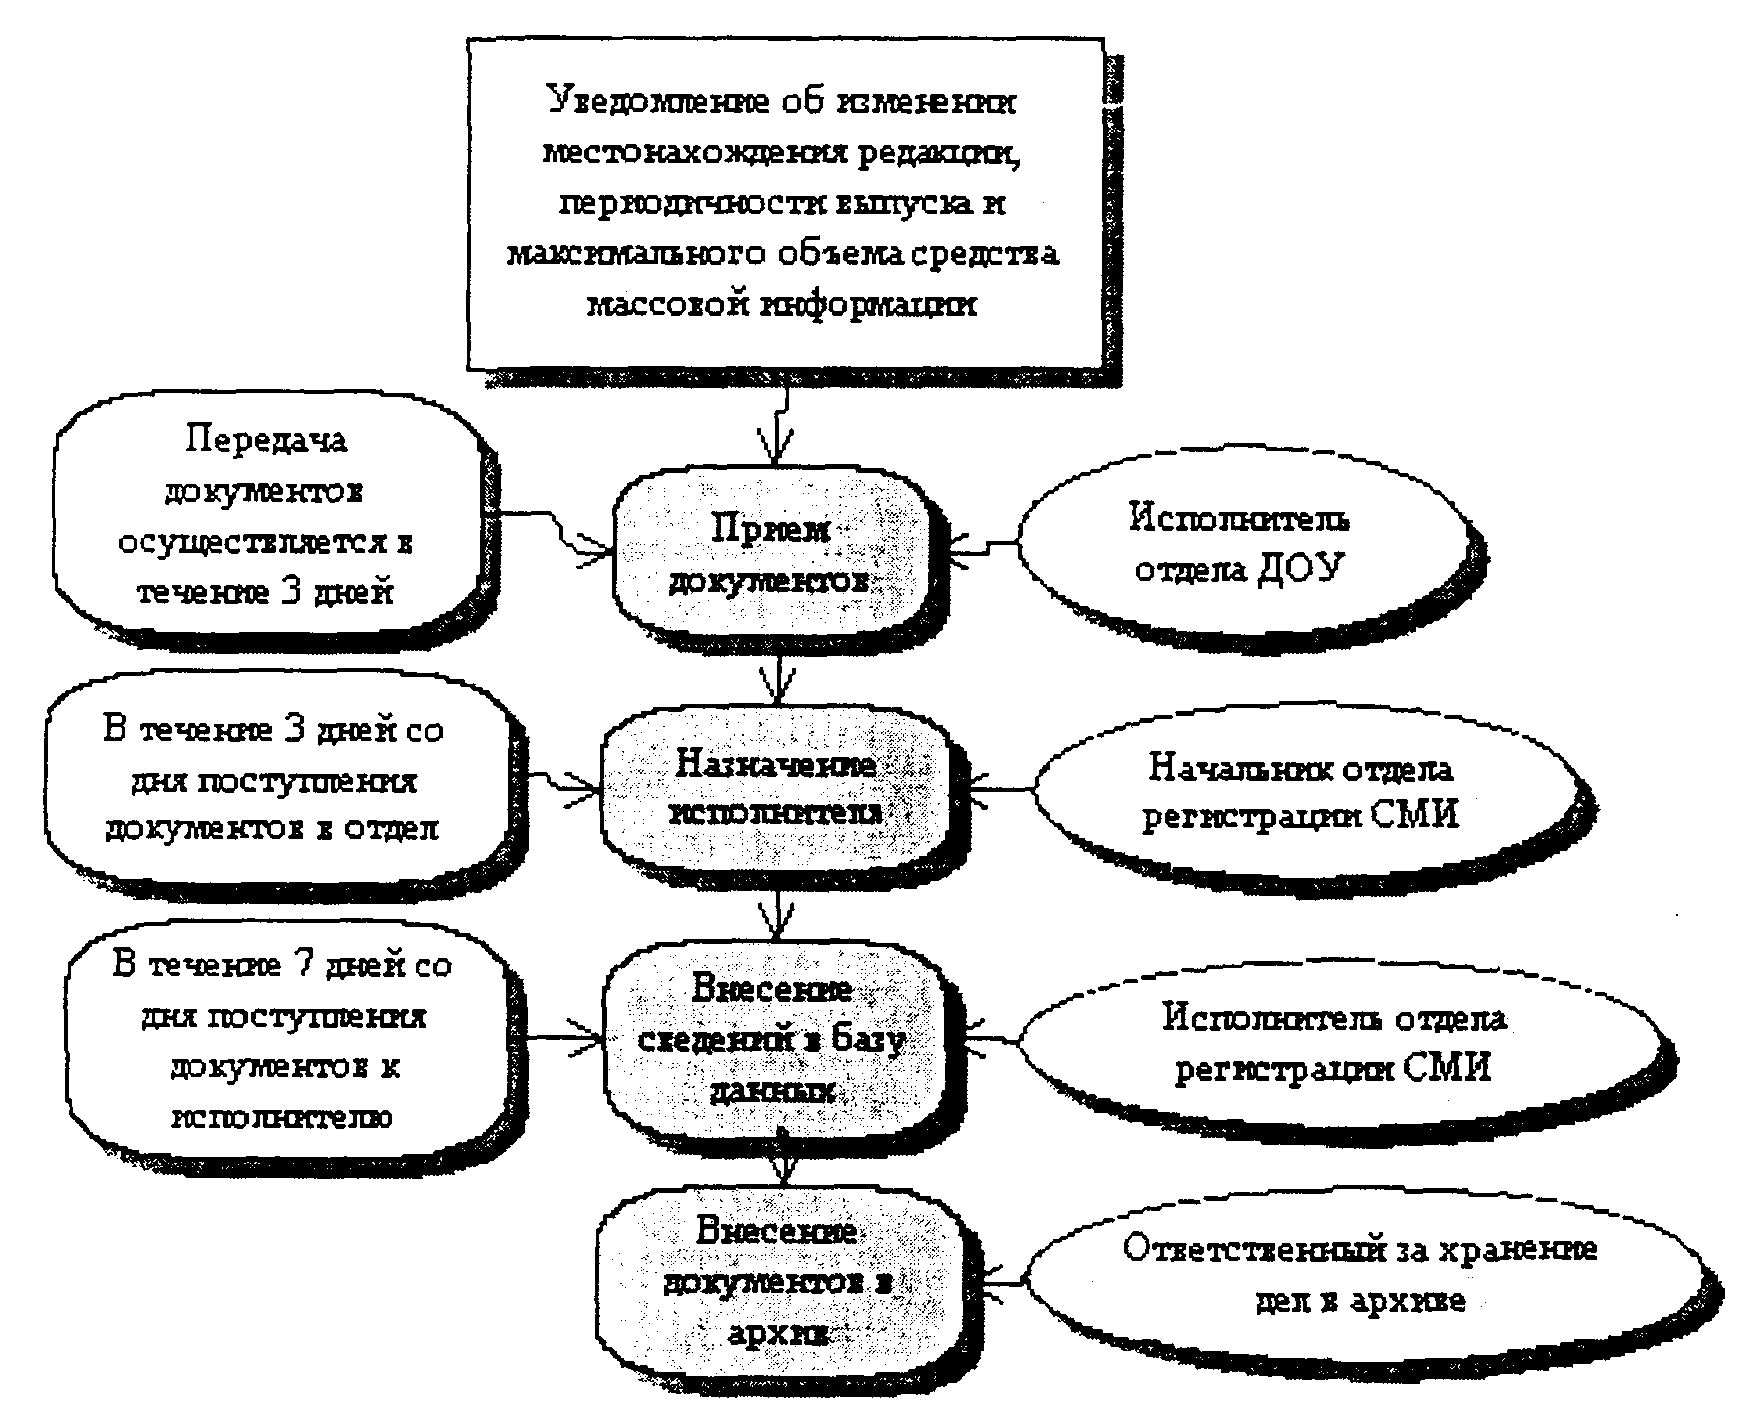 Уведомление об изменении
местонахождения редакции,
периодичности выпуска и
максимального объема средства
массовой информации
Передача
документов
осуществляется в
течение 3 дней
Прием
документов
Исполнитель
отдела ДОУ
В течение 3 дней со
дня поступления
документов в отдел
Назначение
исполнителя
Начальник отдела
регистрации СМИ
В течение 7 дней со
дня поступления
документов к
исполнителю
Внесение
сведений в базу
данных
Исполнитель отдела
регистрации СМИ
Внесение
документов в
архив
Ответственный за хранение
дел в архиве